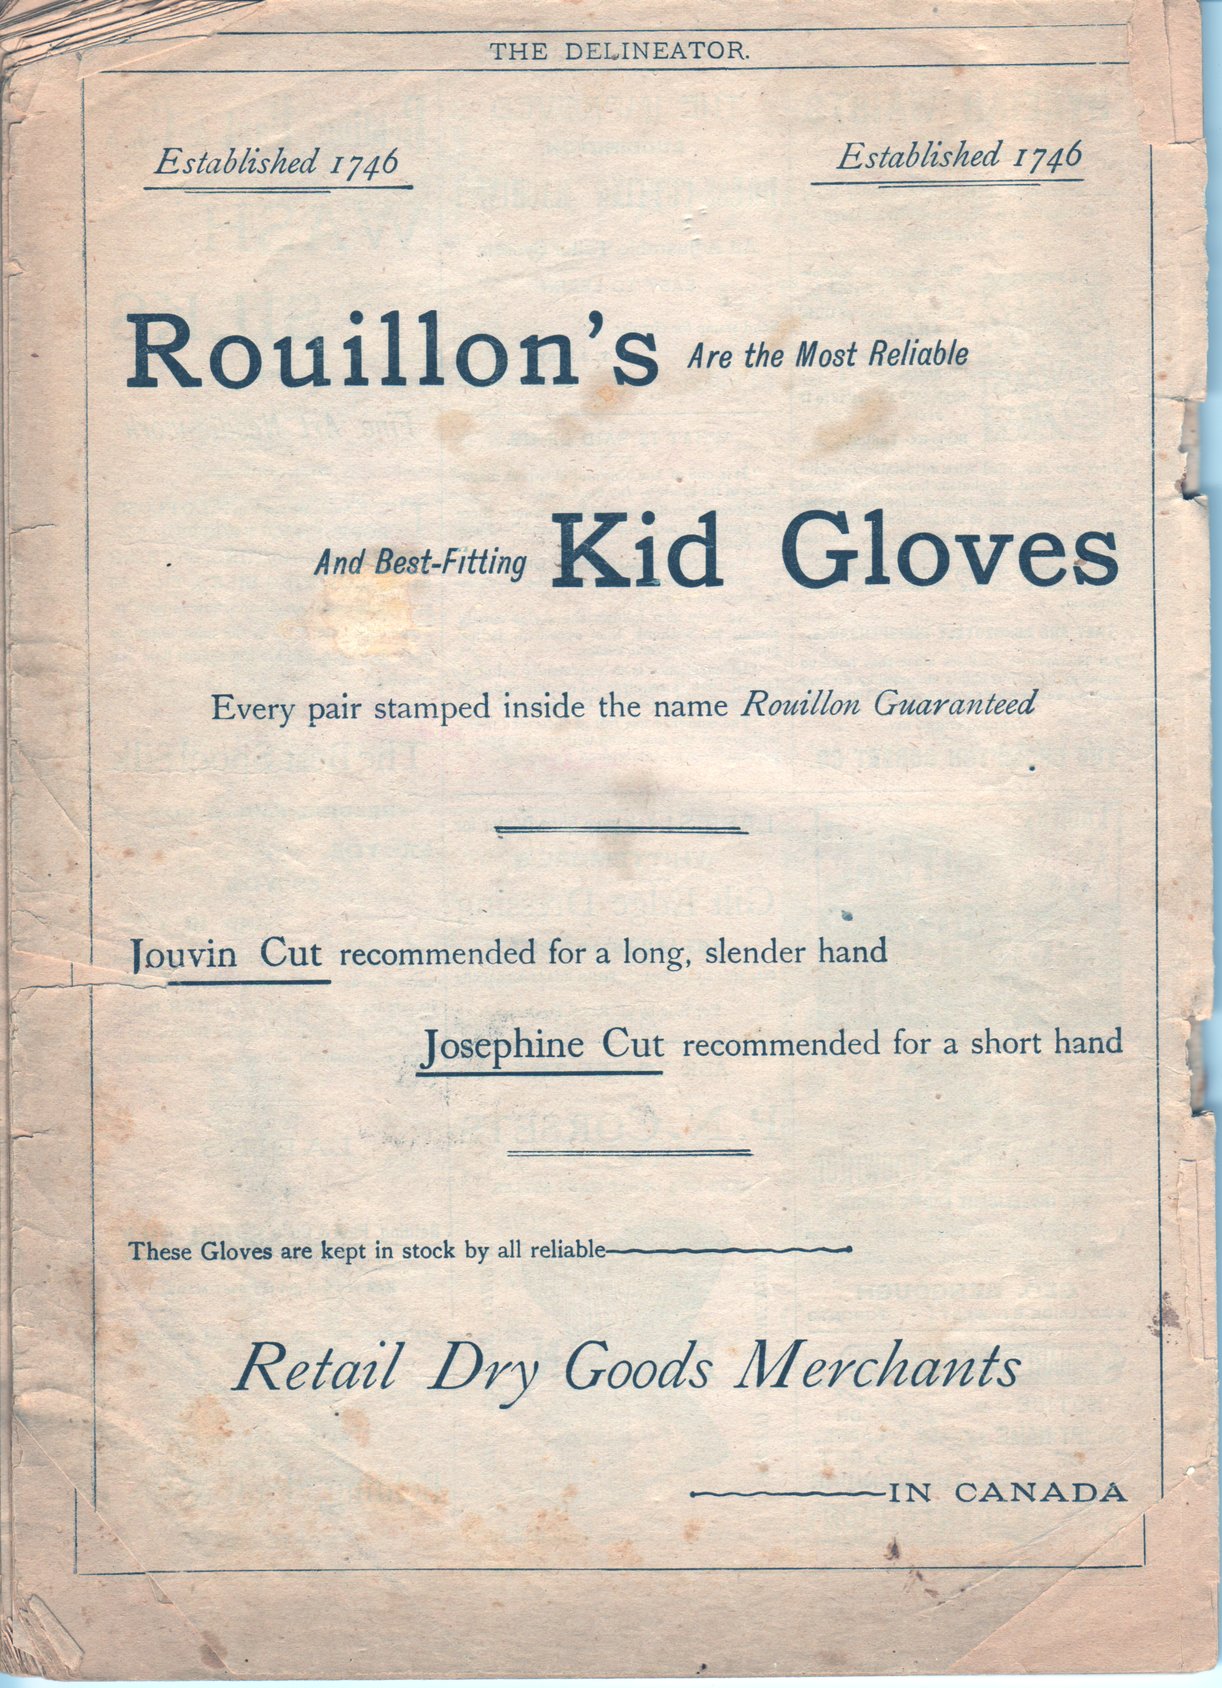 THE DELINEATOR.
Established 1746
Established 1746
Rouillon's Are the Most Reliable
And Best-Fitting Kid Gloves
Every pair stamped inside the name Rouillon Guaranteed
Jouvin Cut recommended for a long, slender hand
Josephine Cut recommended for a short hand
These Gloves are kept in stock by all reliable
Retail Dry Goods Merchants
IN CANADA